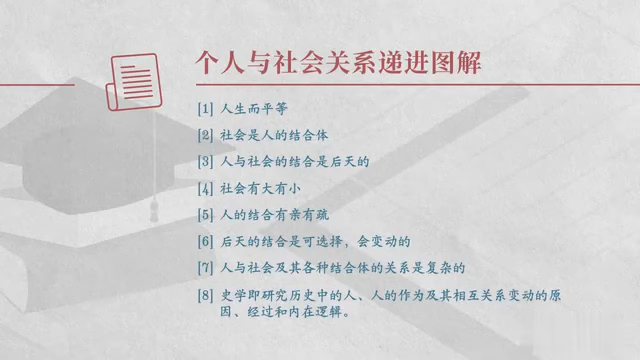 个人与社会关系递进图解
[1] 人生而平等
[2] 社会是人的结合体
[3] 人与社会的结合是后天的
[4] 社会有大有小
[5] 人的结合有亲有疏
[6] 后天的结合是可选择，会变动的
[7] 人与社会及其各种结合体的关系是复杂的
[8] 史学即研究历史中的人、人的作为及其相互关系变动的原
因、经过和内在逻辑。